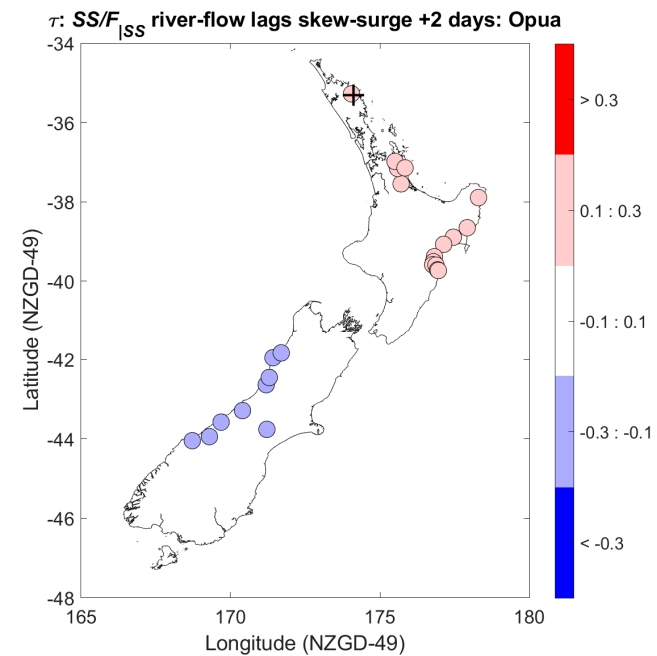 τ: SS/F|SS river-flow lags skew-surge +2 days: Opua
-34
-36
-38
-40
-42
-44
-46
-48
Latitude (NZGD-49)
165
170
175
180
Longitude (NZGD-49)
> 0.3
0.1 : 0.3
-0.1 : 0.1
-0.3 : -0.1
< -0.3